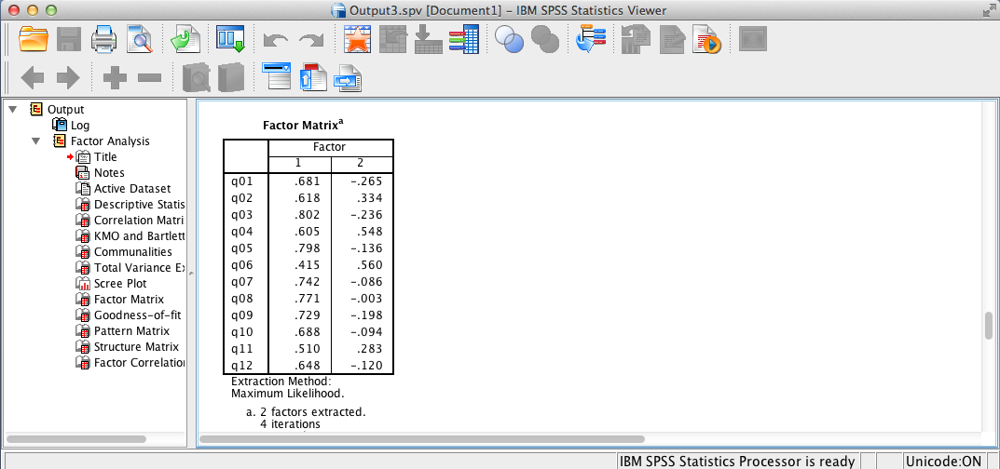 Output3.spv [Document1] – IBM SPSS Statistics Viewer
Output
Log
Factor Analysis
Title
Notes
Active Dataset
Descriptive Statis
Correlation Matri
KMO and Bartlett
Communalities
Total Variance Ex
Scree Plot
Factor Matrix
Goodness-of-fit
Pattern Matrix
Structure Matrix
Factor Correlation
Factor Matrixa
Factor
1 2
q01 .681 -.265
q02 .618 .334
q03 .802 -.236
q04 .605 .548
q05 .798 -.136
q06 .415 .560
q07 .742 -.086
q08 .771 -.003
q09 .729 -.198
q10 .688 -.094
q11 .510 .283
q12 .648 -.120
Extraction Method:
Maximum Likelihood.
a. 2 factors extracted.
4 iterations
IBM SPSS Statistics Processor is ready
Unicode:ON